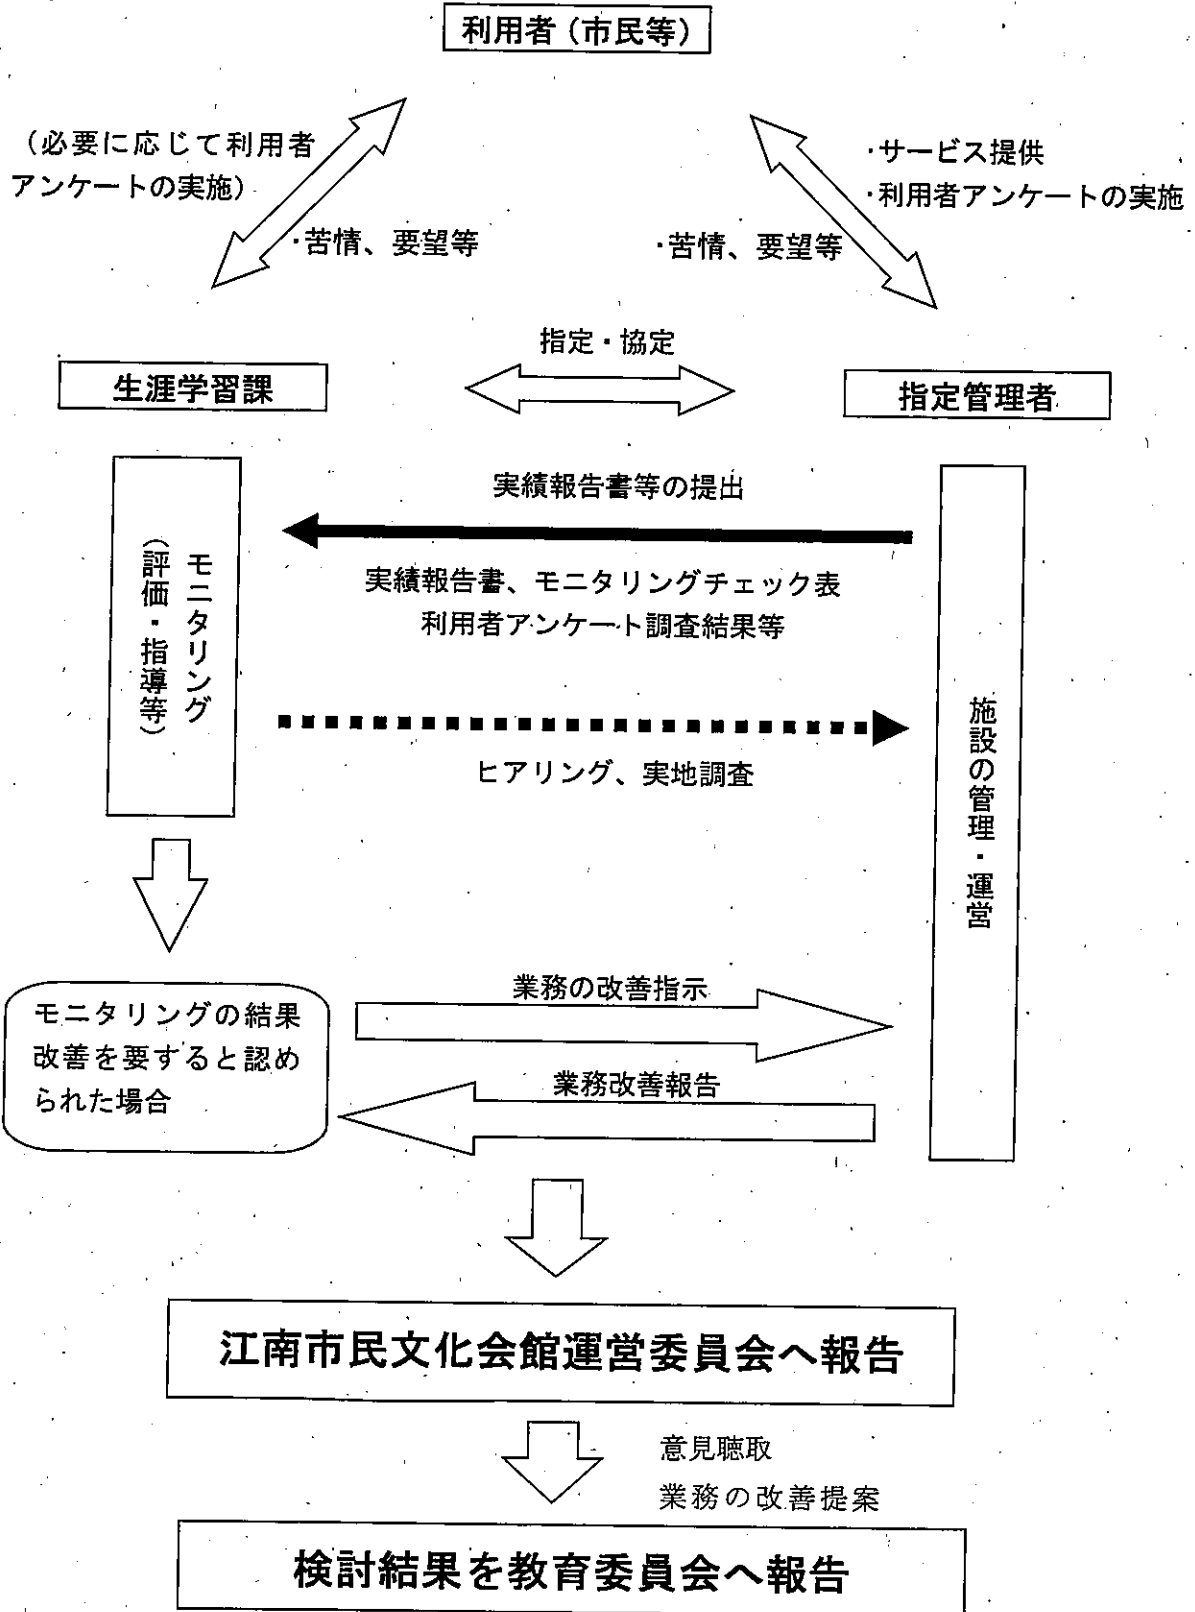 利用者（市民等）
（必要に応じて利用者
アンケートの実施）
・サービス提供
・利用者アンケートの実施
・苦情、要望等
・苦情、要望等
指定・協定
生涯学習課
指定管理者
実績報告書等の提出
モニタリング
（評価・指導等）
実績報告書、モニタリングチェック表
利用者アンケート調査結果等
施設の管理・運営
ヒアリング、実地調査
業務の改善指示
モニタリングの結果
改善を要すると認め
られた場合
業務改善報告
江南市民文化会館運営委員会へ報告
意見聴取
業務の改善提案
検討結果を教育委員会へ報告